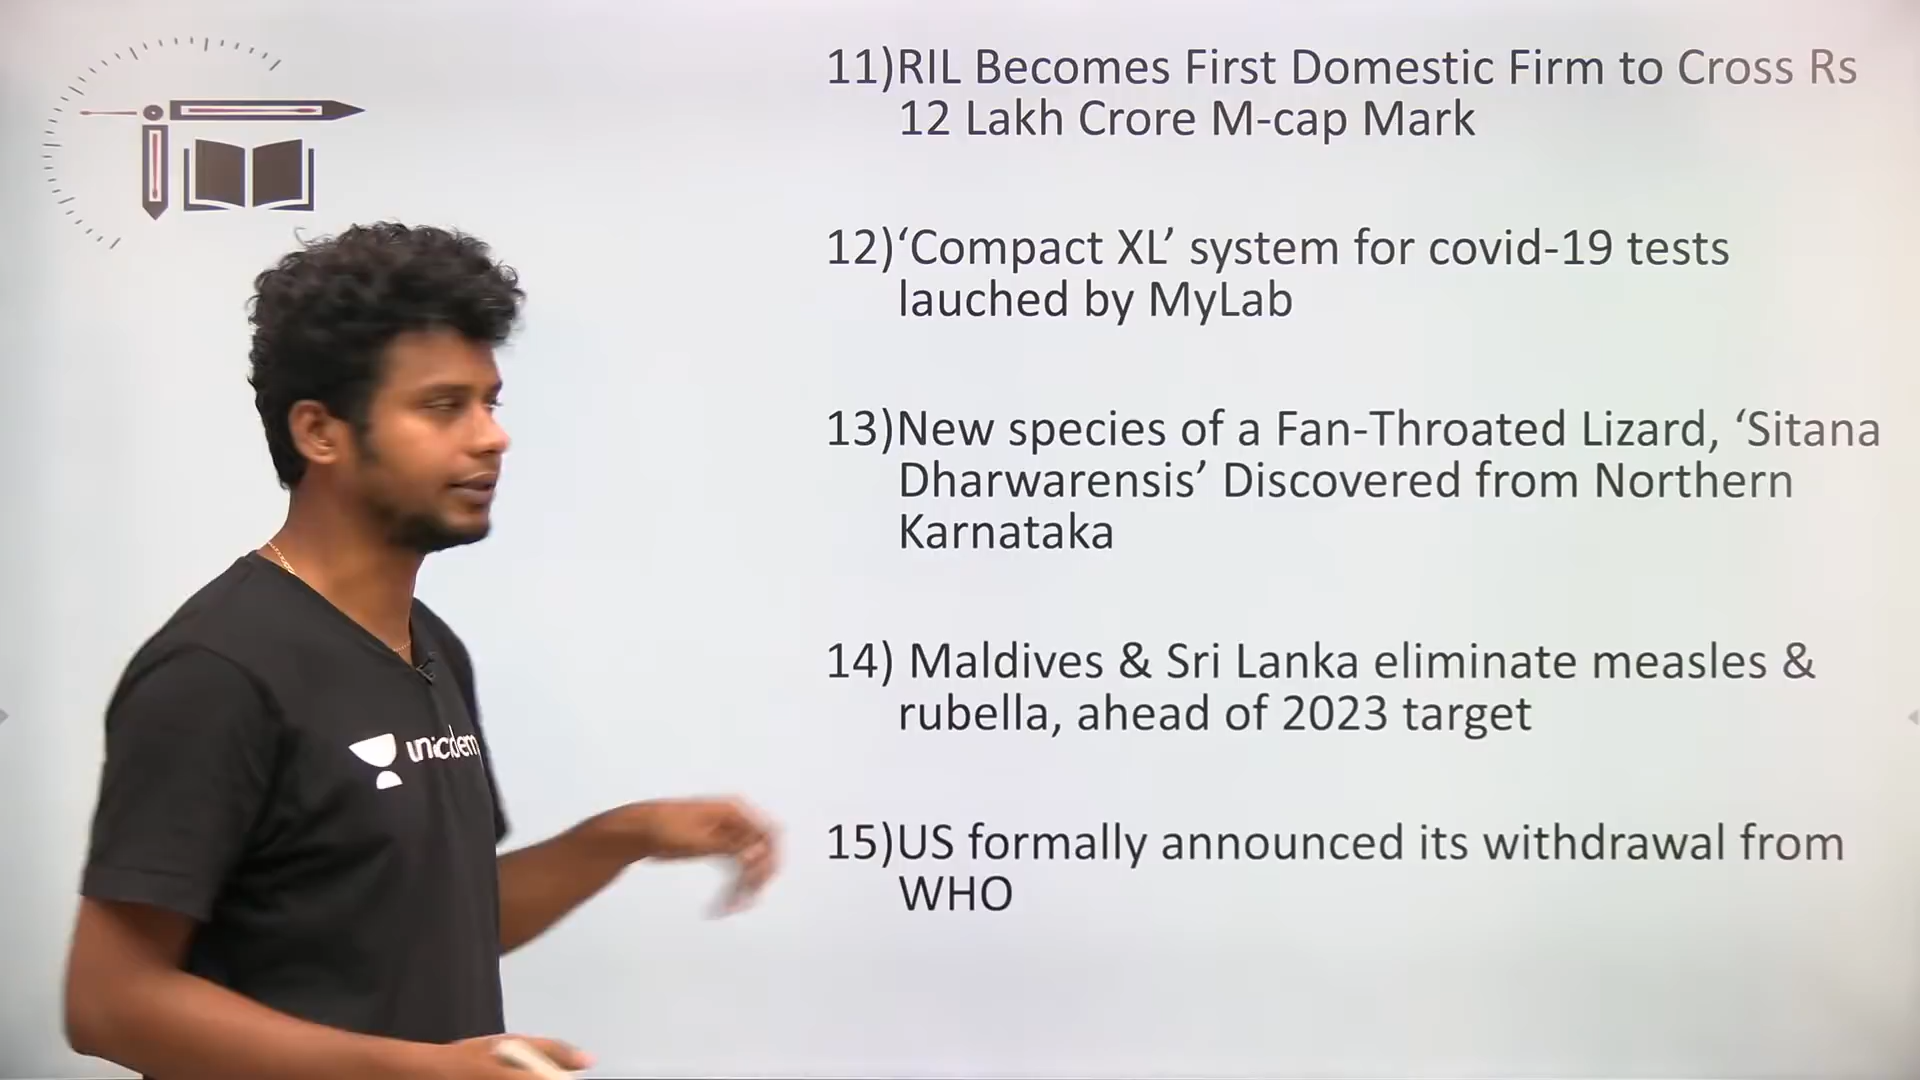 11)RIL Becomes First Domestic Firm to Cross Rs
12 Lakh Crore M-cap Mark
12)‘Compact XL’ system for covid-19 tests
lauched by MyLab
13)New species of a Fan-Throated Lizard, ‘Sitana
Dharwarensis’ Discovered from Northern
Karnataka
14) Maldives & Sri Lanka eliminate measles &
rubella, ahead of 2023 target
15)US formally announced its withdrawal from
WHO